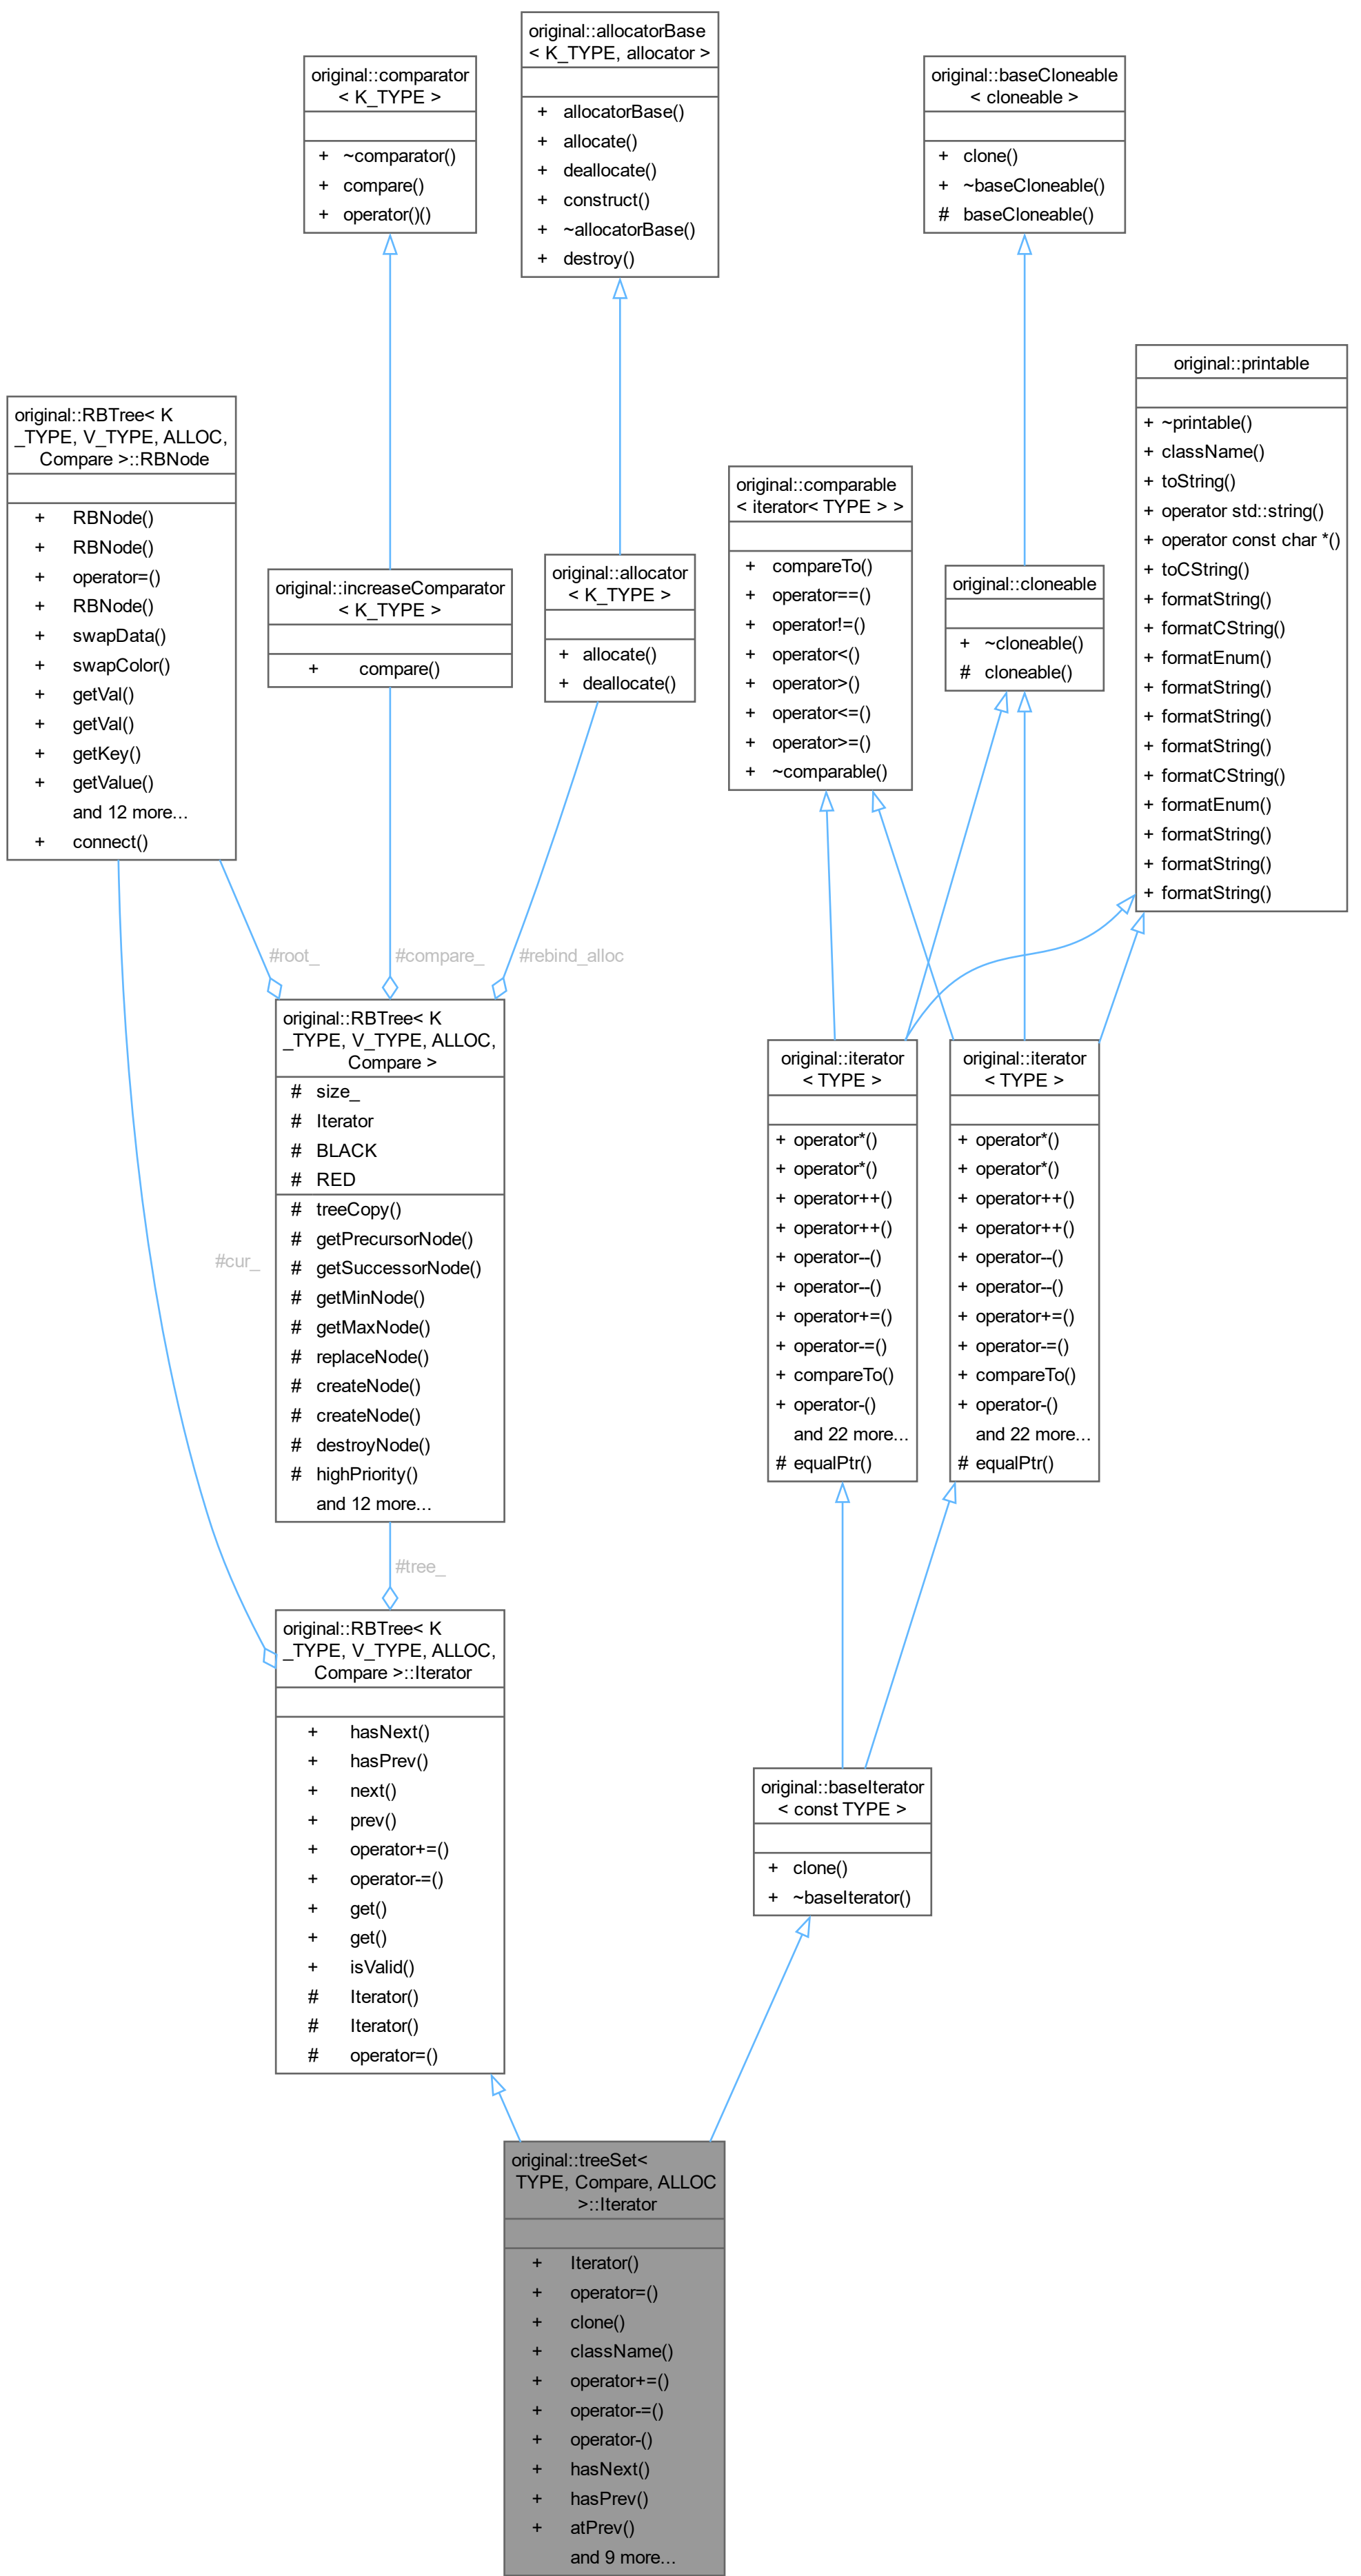 original::allocatorBase
< K_TYPE, allocator >
+ allocatorBase()
+ allocate()
+ deallocate()
+ construct()
+ ~allocatorBase()
+ destroy()
original::comparator
< K_TYPE >
+ ~comparator()
+ compare()
+ operator()()
original::baseCloneable
< cloneable >
+ clone()
+ ~baseCloneable()
# baseCloneable()
original::printable
+ ~printable()
+ className()
+ toString()
+ operator std::string()
+ operator const char *()
+ toCString()
+ formatString()
+ formatCString()
+ formatEnum()
+ formatString()
+ formatString()
+ formatString()
+ formatCString()
+ formatEnum()
+ formatString()
+ formatString()
+ formatString()
original::RBTree< K
_TYPE, V_TYPE, ALLOC,
Compare >::RBNode
+ RBNode()
+ RBNode()
+ operator=()
+ RBNode()
+ swapData()
+ swapColor()
+ getVal()
+ getVal()
+ getKey()
+ getValue()
and 12 more...
+ connect()
original::increaseComparator
< K_TYPE >
+ compare()
original::allocator
< K_TYPE >
+ allocate()
+ deallocate()
original::comparable
< iterator< TYPE > >
+ compareTo()
+ operator==()
+ operator!=()
+ operator<()
+ operator>()
+ operator<=()
+ operator>=()
+ ~comparable()
original::cloneable
+ ~cloneable()
# cloneable()
#root_
#compare_
#rebind_alloc
original::RBTree< K
_TYPE, V_TYPE, ALLOC,
Compare >
# size_
# Iterator
# BLACK
# RED
# treeCopy()
# getPrecursorNode()
# getSuccessorNode()
# getMinNode()
# getMaxNode()
# replaceNode()
# createNode()
# createNode()
# destroyNode()
# highPriority()
and 12 more...
original::iterator
< TYPE >
+ operator*()
+ operator*()
+ operator++()
+ operator++()
+ operator--()
+ operator--()
+ operator+=()
+ operator-=()
+ compareTo()
+ operator-()
and 22 more...
# equalPtr()
original::iterator
< TYPE >
+ operator*()
+ operator*()
+ operator++()
+ operator++()
+ operator--()
+ operator--()
+ operator+=()
+ operator-=()
+ compareTo()
+ operator-()
and 22 more...
# equalPtr()
#cur_
#tree_
original::RBTree< K
_TYPE, V_TYPE, ALLOC,
Compare >::Iterator
+ hasNext()
+ hasPrev()
+ next()
+ prev()
+ operator+=()
+ operator-=()
+ get()
+ get()
+ isValid()
# Iterator()
# Iterator()
# operator=()
original::baseIterator
< const TYPE >
+ clone()
+ ~baseIterator()
original::treeSet<
TYPE, Compare, ALLOC
>::Iterator
+ Iterator()
+ operator=()
+ clone()
+ className()
+ operator+=()
+ operator-=()
+ operator-()
+ hasNext()
+ hasPrev()
+ atPrev()
and 9 more...